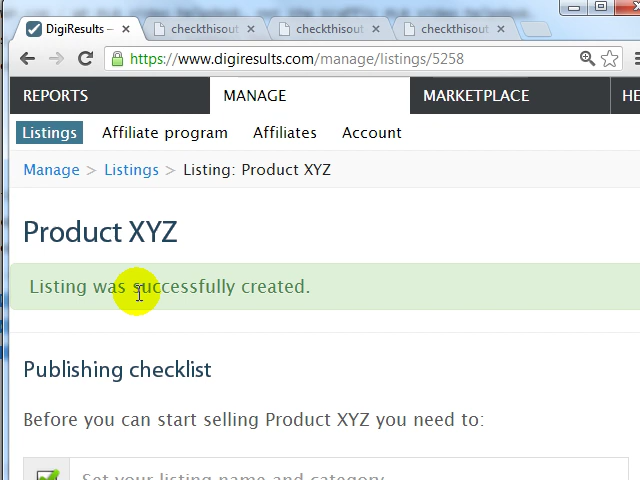 DigiResults –
checkthisout
checkthisout
checkthisout
https://www.digiresults.com/manage/listings/5258
REPORTS
MANAGE
MARKETPLACE
HE
Listings
Affiliate program
Affiliates
Account
Manage > Listings > Listing: Product XYZ
Product XYZ
Listing was successfully created.
Publishing checklist
Before you can start selling Product XYZ you need to:
Set your listing name and category